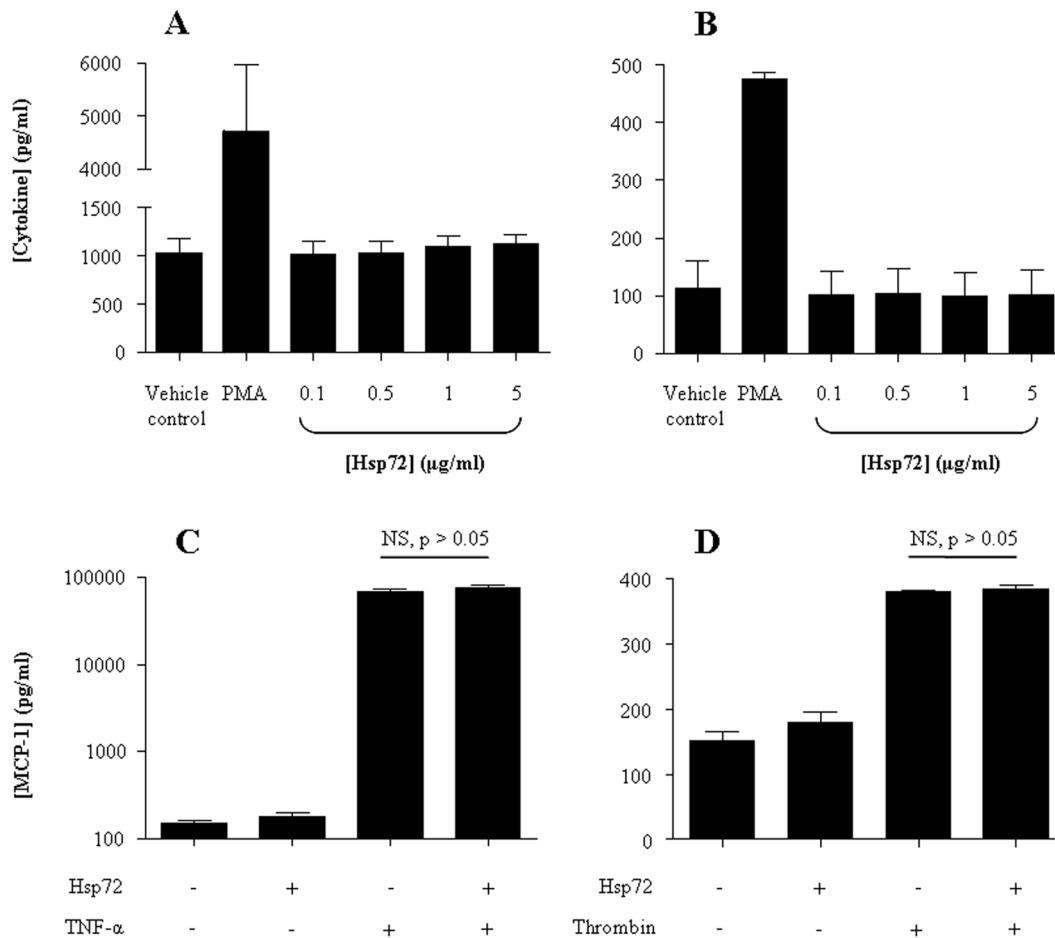 A
[Cytokine] (pg/ml)
6000
5000
4000
1500
1000
500
0
Vehicle control
PMA
0.1
0.5
1
5
[Hsp72] (μg/ml)
B
500
400
300
200
100
0
Vehicle control
PMA
0.1
0.5
1
5
[Hsp72] (μg/ml)
C
NS, p > 0.05
[MCP-1] (pg/ml)
100000
10000
1000
100
Hsp72 - + - +
TNF-α - - + +
D
NS, p > 0.05
400
300
200
100
0
Hsp72 - + - +
Thrombin - - + +